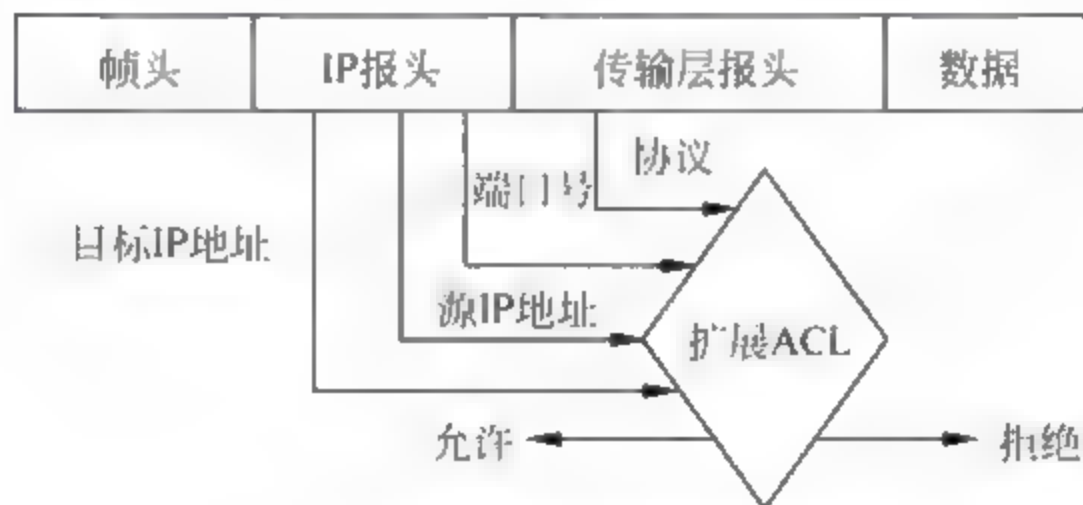 帧头 IP报头 传输层报头 数据
协议
端口号
目标IP地址
源IP地址
扩展ACL
允许 拒绝